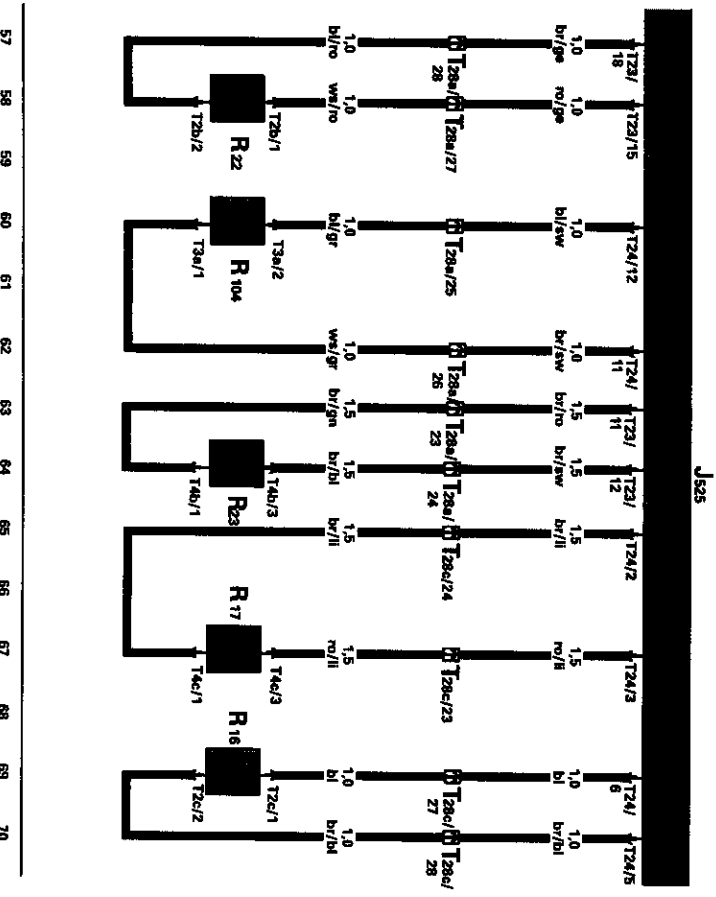 J525
T23/
18
T23/15
T24/12
T24/
11
T23/
11
T23/
12
T24/2
T24/3
T24/
6
T24/5
1,0
br/ge
1,0
ro/ge
1,0
bl/sw
1,0
br/sw
1,5
br/ro
1,5
br/sw
1,5
br/li
1,5
ro/li
1,0
bl
1,0
br/bl
T28a/
28
T28a/27
T28a/25
T28a/
26
T28a/
23
T28a/
24
T28c/24
T28c/23
T28c/
27
T28c/
28
1,0
bl/ro
1,0
ws/ro
1,0
bl/gr
1,0
ws/gr
1,5
br/gn
1,5
br/bl
1,5
br/li
1,5
ro/li
1,0
bl
1,0
br/bl
T2b/1
T3a/2
T4b/3
T4c/3
T2c/1
R22
R104
R23
R17
R16
T2b/2
T3a/1
T4b/1
T4c/1
T2c/2
57 58 59 60 61 62 63 64 65 66 67 68 69 70